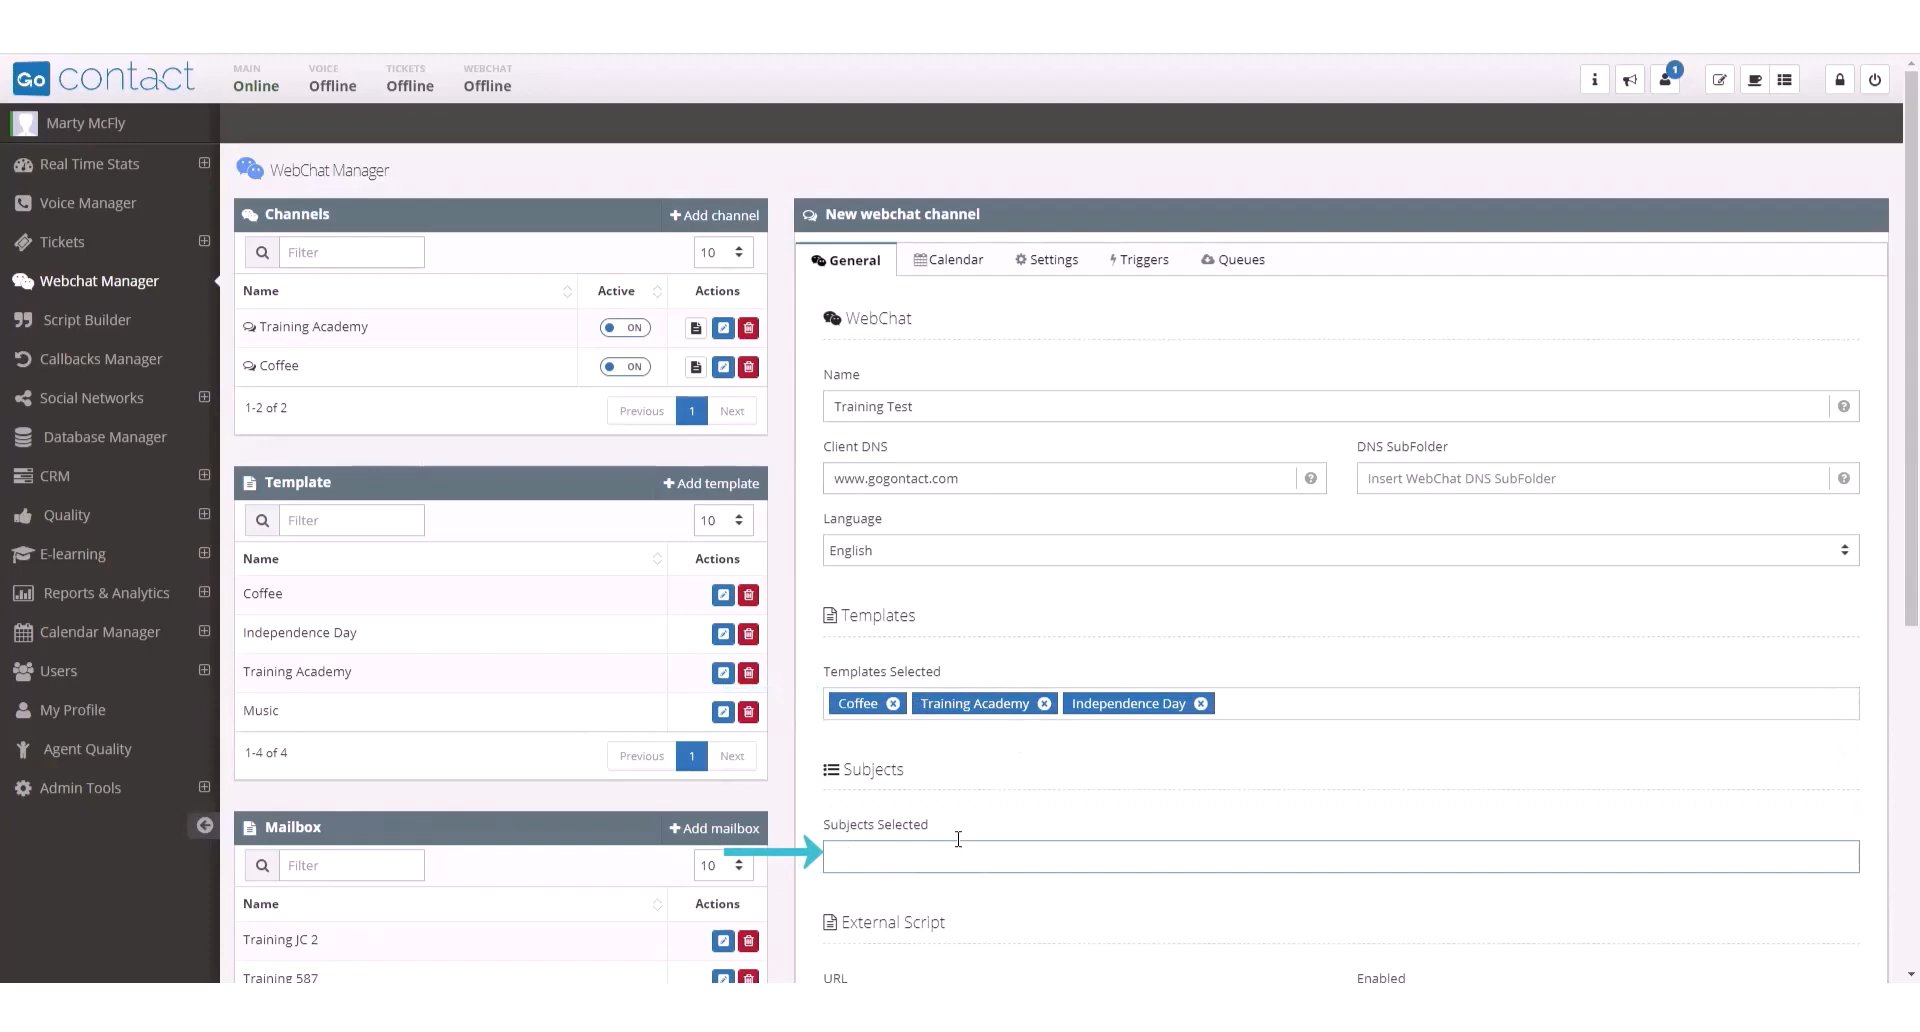 Go contact
MAIN
Online
VOICE
Offline
TICKETS
Offline
WEBCHAT
Offline
1
Marty McFly
Real Time Stats
Voice Manager
Tickets
Webchat Manager
Script Builder
Callbacks Manager
Social Networks
Database Manager
CRM
Quality
E-learning
Reports & Analytics
Calendar Manager
Users
My Profile
Agent Quality
Admin Tools
WebChat Manager
Channels
Add channel
Filter
10
Name Active Actions
Training Academy ON
Coffee ON
1-2 of 2
Previous 1 Next
Template
Add template
Filter
10
Name Actions
Coffee
Independence Day
Training Academy
Music
1-4 of 4
Previous 1 Next
Mailbox
Add mailbox
Filter
10
Name Actions
Training JC 2
Training 587
New webchat channel
General Calendar Settings Triggers Queues
WebChat
Name
Training Test
Client DNS DNS SubFolder
www.gogontact.com Insert WebChat DNS SubFolder
Language
English
Templates
Templates Selected
Coffee Training Academy Independence Day
Subjects
Subjects Selected
External Script
URL Enabled